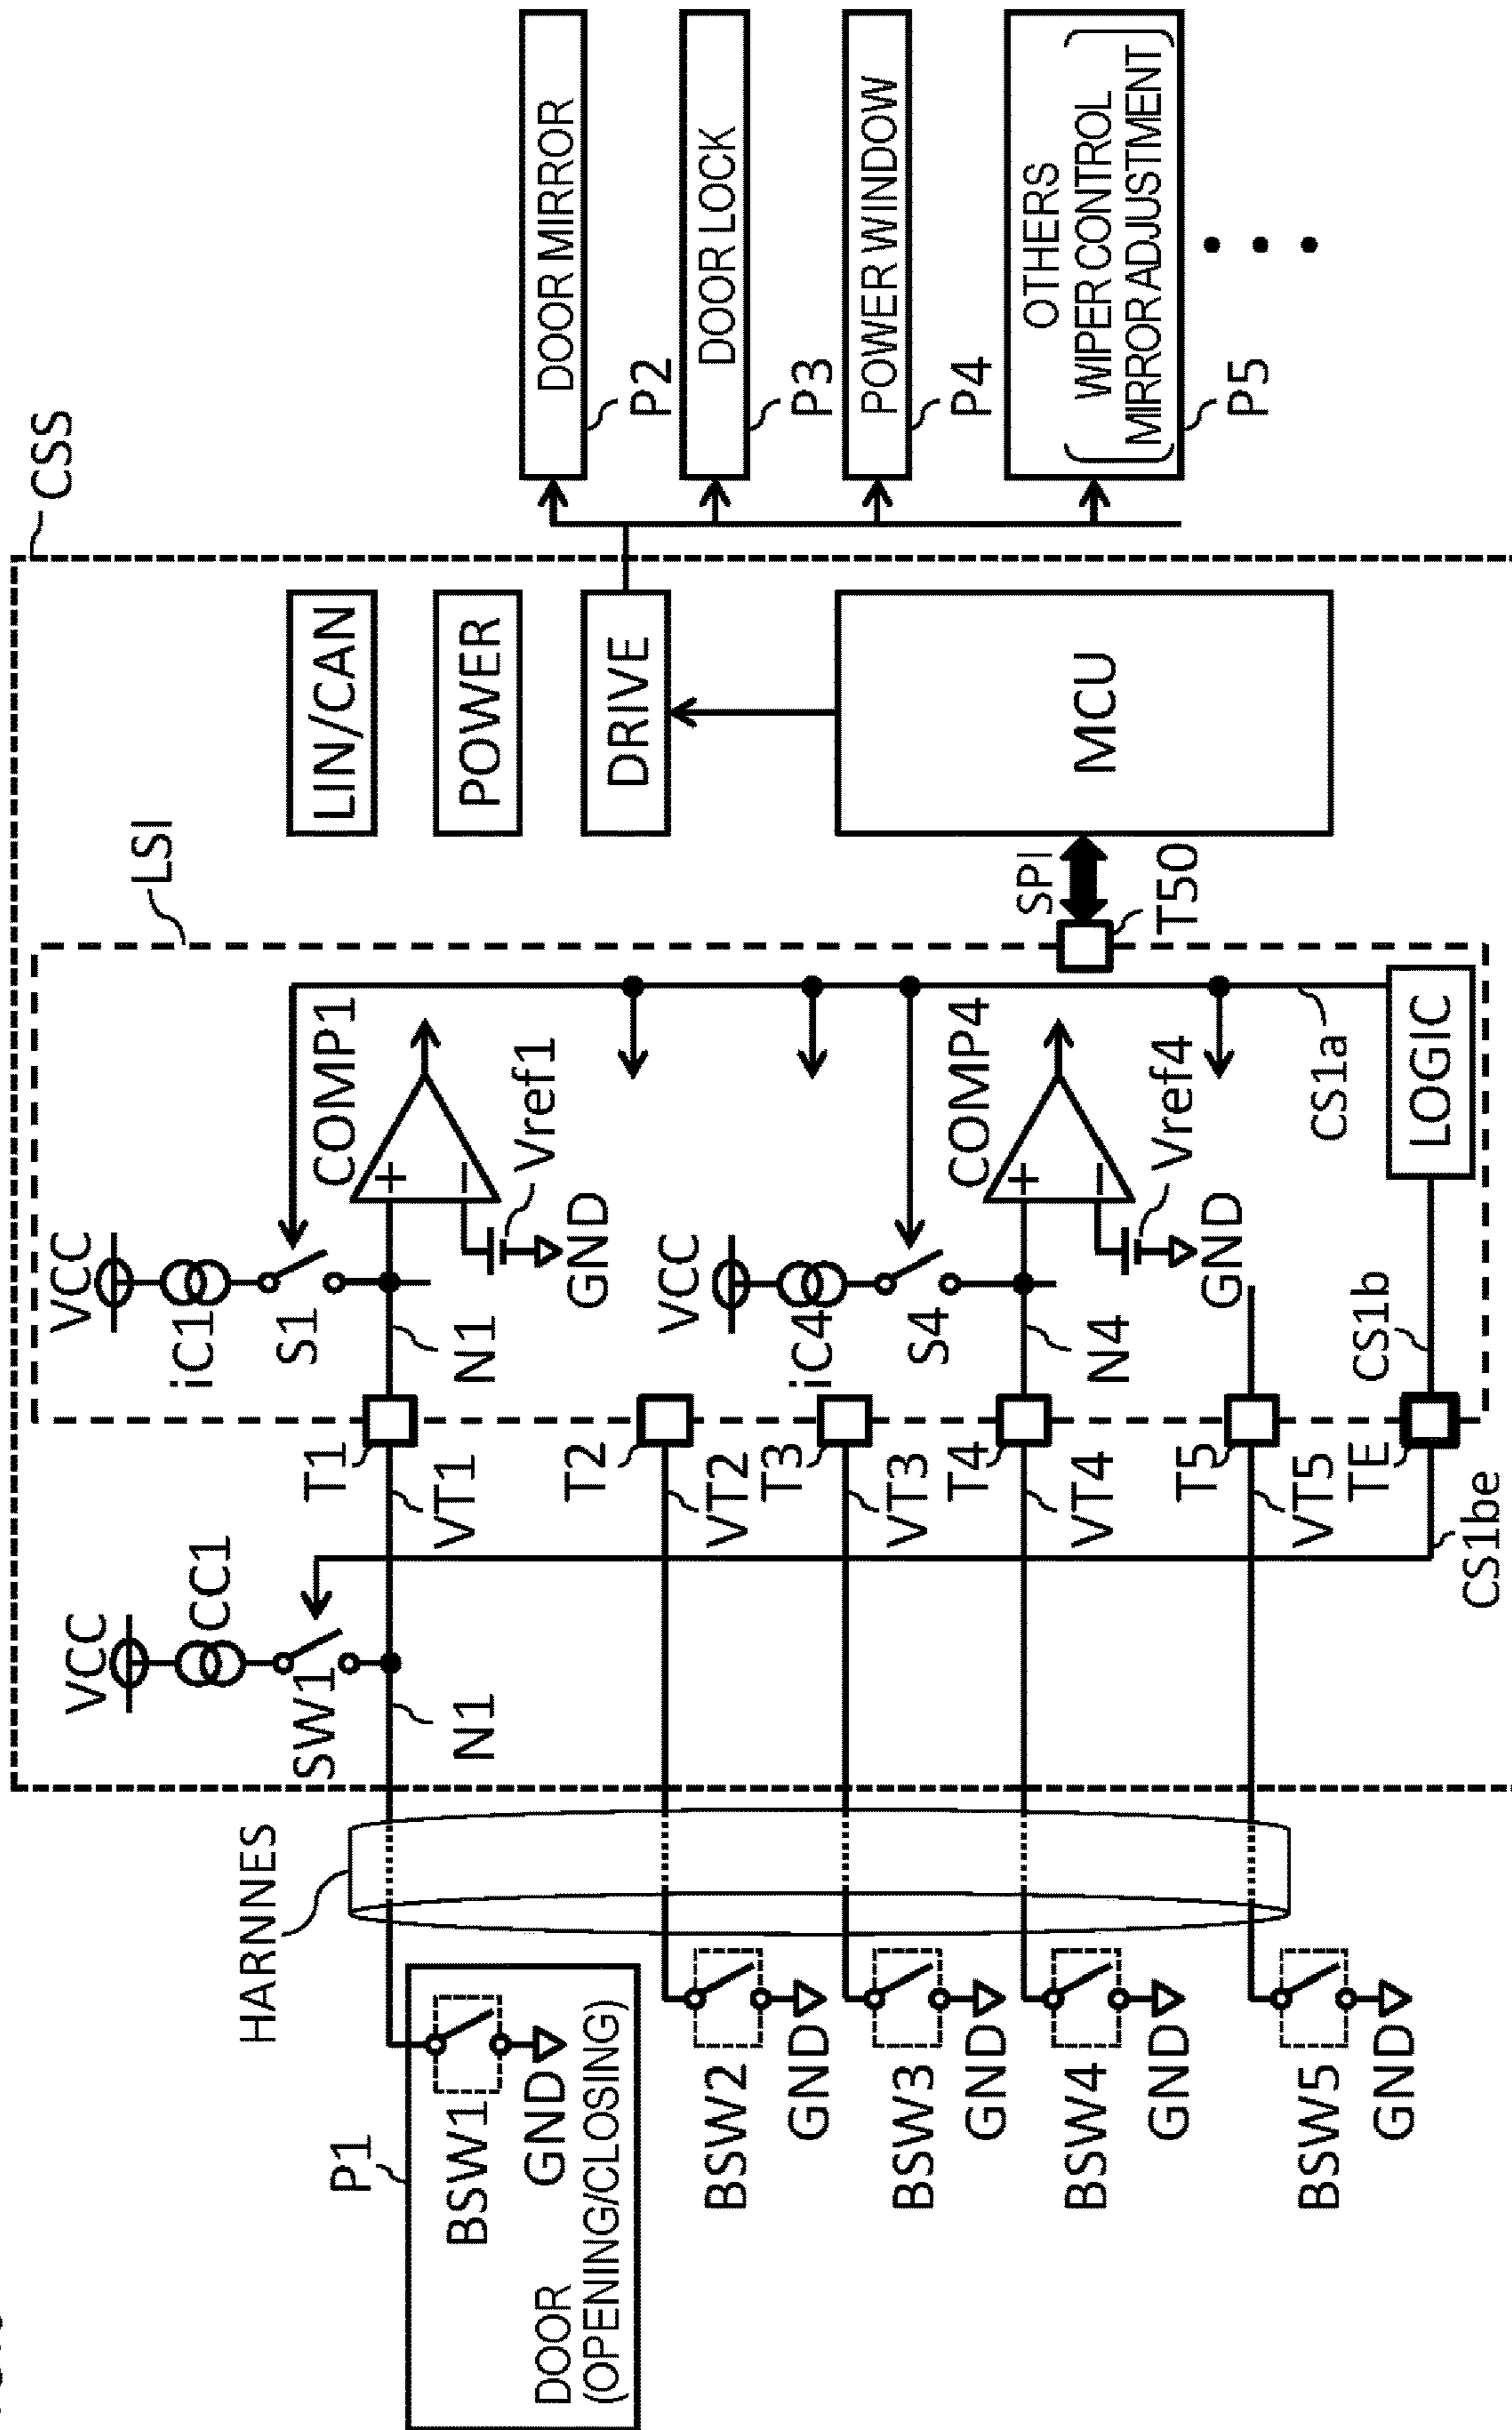 CSS
LSI
LIN/CAN
POWER
DRIVE
MCU
SPI
T50
DOOR MIRROR
P2
DOOR LOCK
P3
POWER WINDOW
P4
OTHERS
WIPER CONTROL
MIRROR ADJUSTMENT
P5
VCC
CC1
SW1
N1
VCC
iC1
S1
N1
COMP1
+
−
Vref1
GND
T1
VT1
T2
VT2
T3
VT3
VCC
iC4
S4
N4
COMP4
+
−
Vref4
GND
T4
VT4
T5
VT5
TE
CS1a
CS1b
CS1be
LOGIC
HARNNES
P1
BSW1
GND
DOOR
(OPENING/CLOSING)
BSW2
GND
BSW3
GND
BSW4
GND
BSW5
GND